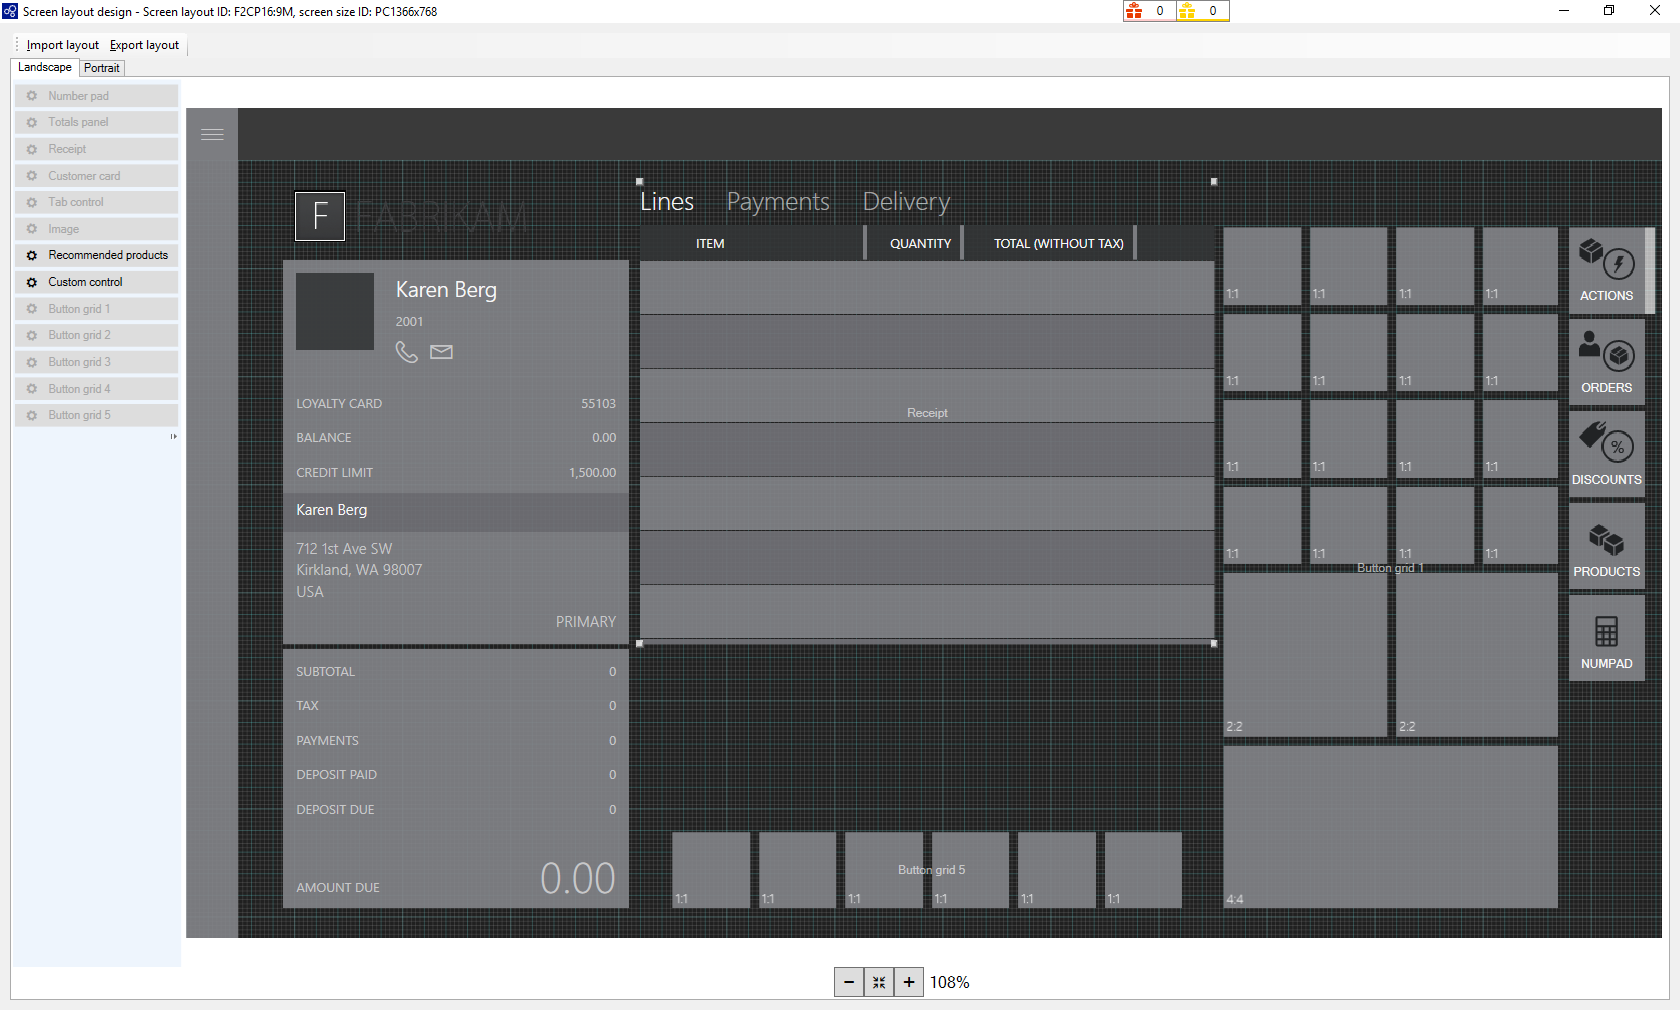 Screen layout design - Screen layout ID: F2CP16:9M, screen size ID: PC1366x768
0
0
Import layout
Export layout
Landscape
Portrait
Number pad
Totals panel
Receipt
Customer card
Tab control
Image
Recommended products
Custom control
Button grid 1
Button grid 2
Button grid 3
Button grid 4
Button grid 5
F FABRIKAM
Karen Berg
2001
LOYALTY CARD 55103
BALANCE 0.00
CREDIT LIMIT 1,500.00
Karen Berg
712 1st Ave SW
Kirkland, WA 98007
USA
PRIMARY
SUBTOTAL 0
TAX 0
PAYMENTS 0
DEPOSIT PAID 0
DEPOSIT DUE 0
AMOUNT DUE 0.00
Lines Payments Delivery
ITEM QUANTITY TOTAL (WITHOUT TAX)
Receipt
1:1 1:1 1:1 1:1 1:1 1:1
Button grid 5
1:1 1:1 1:1 1:1
1:1 1:1 1:1 1:1
1:1 1:1 1:1 1:1
1:1 1:1 1:1 1:1
Button grid 1
2:2 2:2
4:4
ACTIONS
ORDERS
%
DISCOUNTS
PRODUCTS
NUMPAD
− + 108%